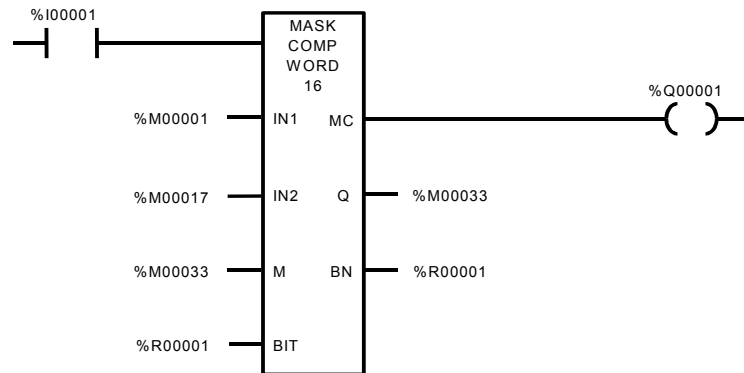 %I00001
MASK
COMP
WORD
16
%Q00001
%M00001 IN1 MC
%M00017 IN2 Q %M00033
%M00033 M BN %R00001
%R00001 BIT